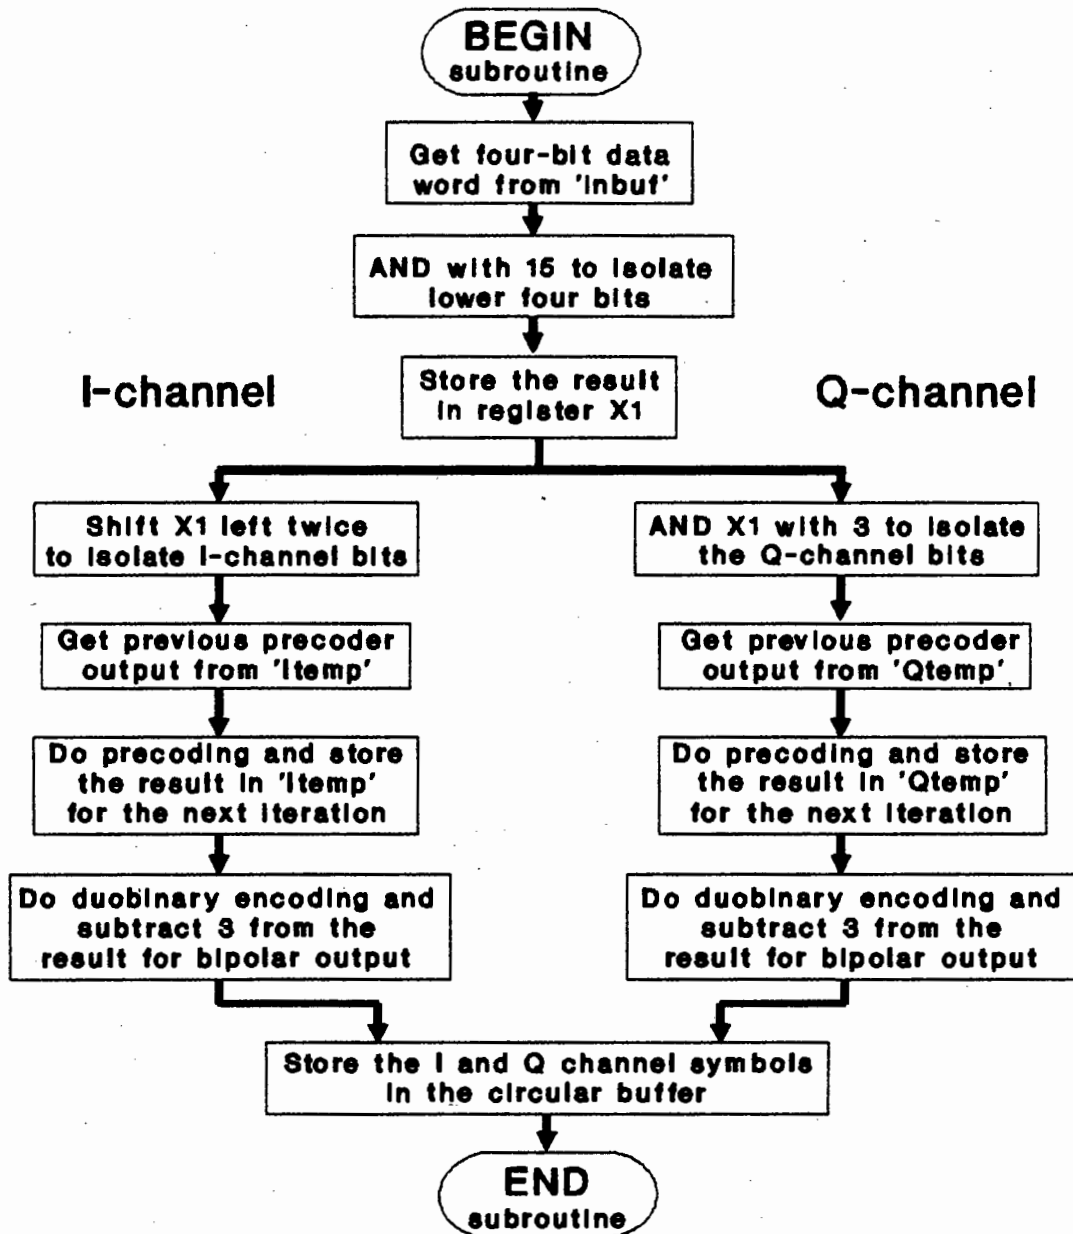 BEGIN
subroutine
Get four-bit data
word from 'inbuf'
AND with 15 to isolate
lower four bits
Store the result
in register X1
I-channel
Q-channel
Shift X1 left twice
to isolate I-channel bits
Get previous precoder
output from 'Itemp'
Do precoding and store
the result in 'Itemp'
for the next iteration
Do duobinary encoding and
subtract 3 from the
result for bipolar output
AND X1 with 3 to isolate
the Q-channel bits
Get previous precoder
output from 'Qtemp'
Do precoding and store
the result in 'Qtemp'
for the next iteration
Do duobinary encoding and
subtract 3 from the
result for bipolar output
Store the I and Q channel symbols
in the circular buffer
END
subroutine